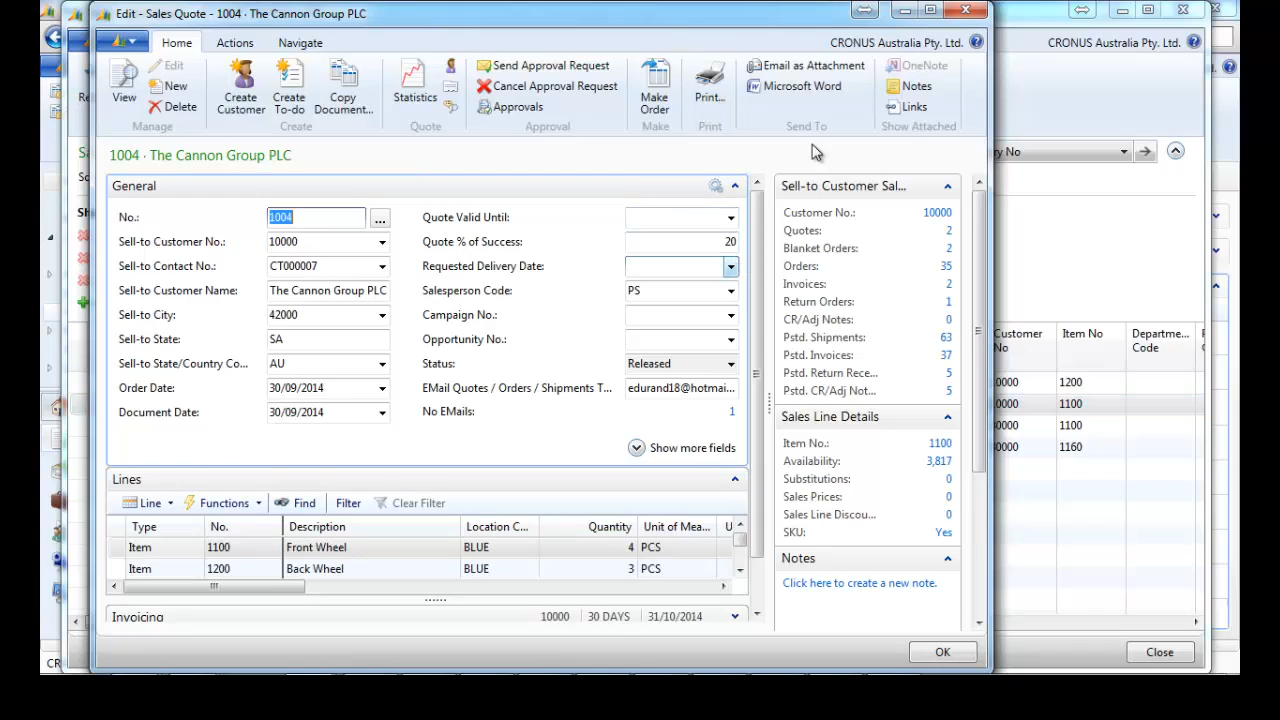 Edit - Sales Quote - 1004 · The Cannon Group PLC
Home Actions Navigate CRONUS Australia Pty. Ltd.
CRONUS Australia Pty. Ltd.
View Edit New Delete Manage
Create Customer Create To-do Copy Document... Create
Statistics Quote
Send Approval Request
Cancel Approval Request
Approvals
Approval
Make Order Make
Print... Print
Email as Attachment
Microsoft Word
Send To
OneNote
Notes
Links
Show Attached
1004 · The Cannon Group PLC
General
No.: 1004
Sell-to Customer No.: 10000
Sell-to Contact No.: CT000007
Sell-to Customer Name: The Cannon Group PLC
Sell-to City: 42000
Sell-to State: SA
Sell-to State/Country Co... AU
Order Date: 30/09/2014
Document Date: 30/09/2014
Quote Valid Until:
Quote % of Success: 20
Requested Delivery Date:
Salesperson Code: PS
Campaign No.:
Opportunity No.:
Status: Released
EMail Quotes / Orders / Shipments T... edurand18@hotmai...
No EMails: 1
Show more fields
Lines
Line Functions Find Filter Clear Filter
Type No. Description Location C... Quantity Unit of Mea... U
Item 1100 Front Wheel BLUE 4 PCS
Item 1200 Back Wheel BLUE 3 PCS
Invoicing 10000 30 DAYS 31/10/2014
Sell-to Customer Sal...
Customer No.: 10000
Quotes: 2
Blanket Orders: 2
Orders: 35
Invoices: 2
Return Orders: 1
CR/Adj Notes: 0
Pstd. Shipments: 63
Pstd. Invoices: 37
Pstd. Return Rece... 5
Pstd. CR/Adj Not... 5
Sales Line Details
Item No.: 1100
Availability: 3,817
Substitutions: 0
Sales Prices: 0
Sales Line Discou... 0
SKU: Yes
Notes
Click here to create a new note.
OK
ry No
Customer No Item No Departme... Code
0000 1200
0000 1100
0000 1100
0000 1160
Close
CR